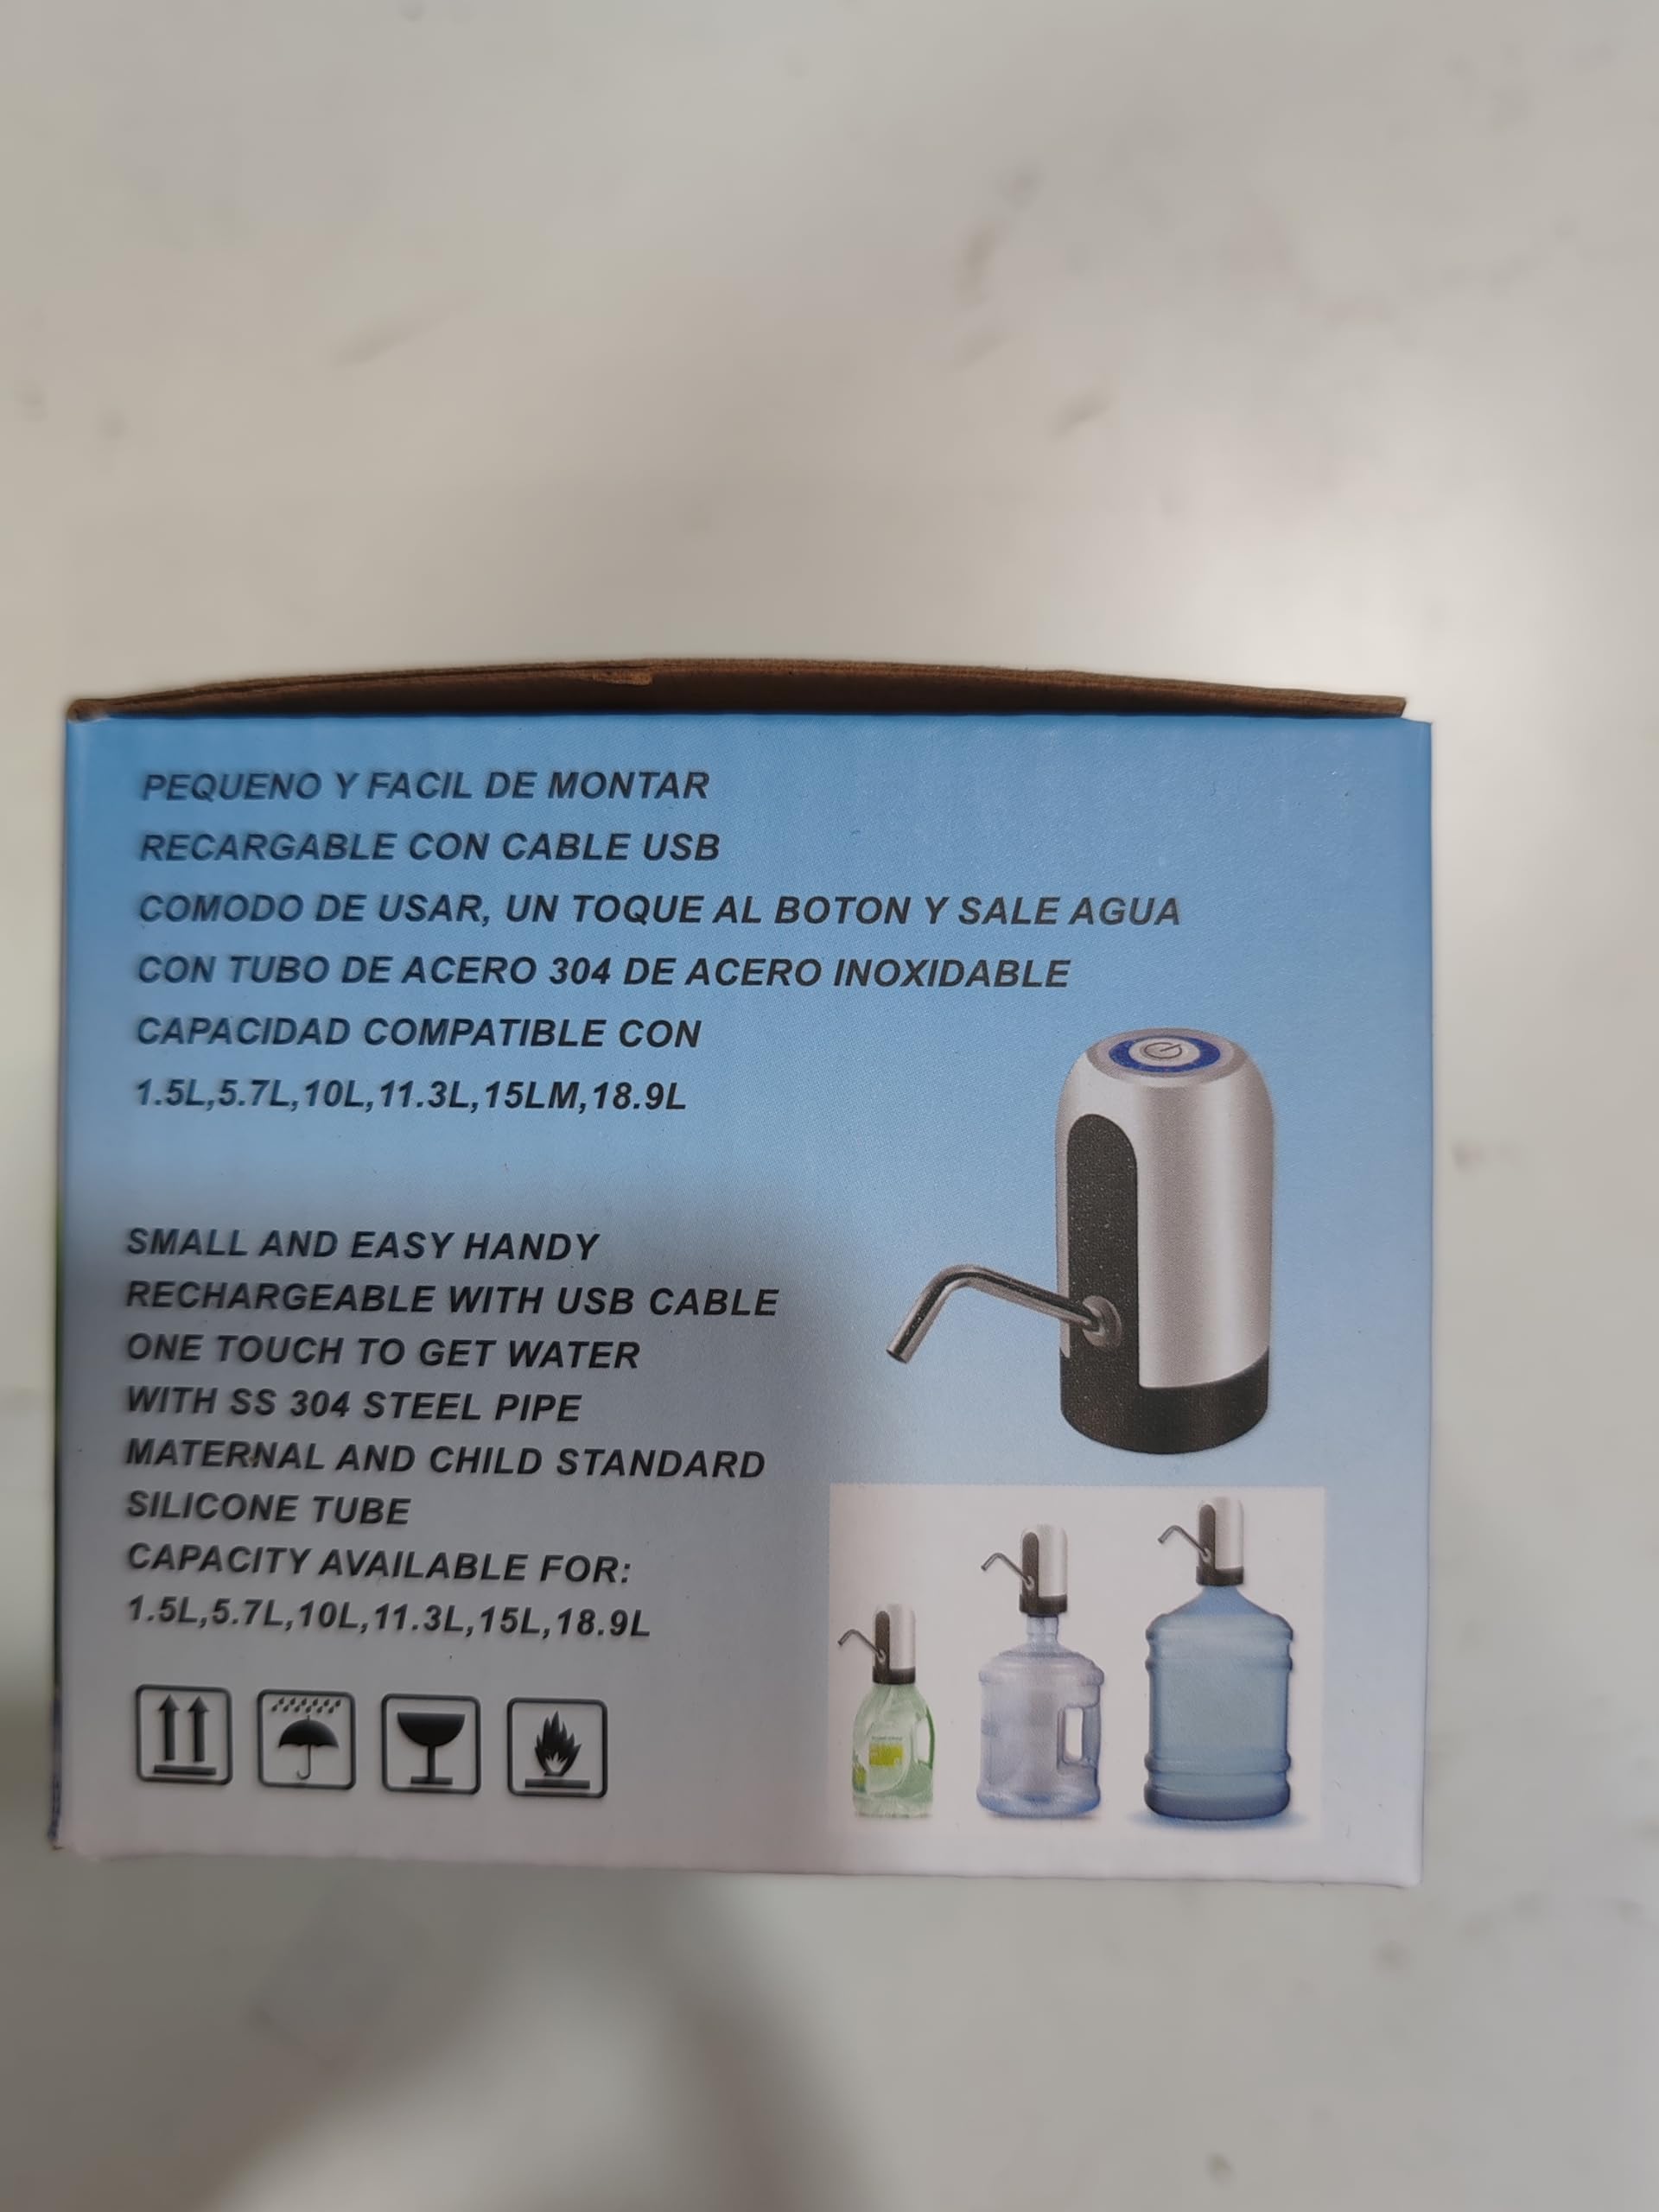 PEQUENO Y FACIL DE MONTAR
RECARGABLE CON CABLE USB
COMODO DE USAR, UN TOQUE AL BOTON Y SALE AGUA
CON TUBO DE ACERO 304 DE ACERO INOXIDABLE
CAPACIDAD COMPATIBLE CON
1.5L,5.7L,10L,11.3L,15LM,18.9L
SMALL AND EASY HANDY
RECHARGEABLE WITH USB CABLE
ONE TOUCH TO GET WATER
WITH SS 304 STEEL PIPE
MATERNAL AND CHILD STANDARD
SILICONE TUBE
CAPACITY AVAILABLE FOR:
1.5L,5.7L,10L,11.3L,15L,18.9L